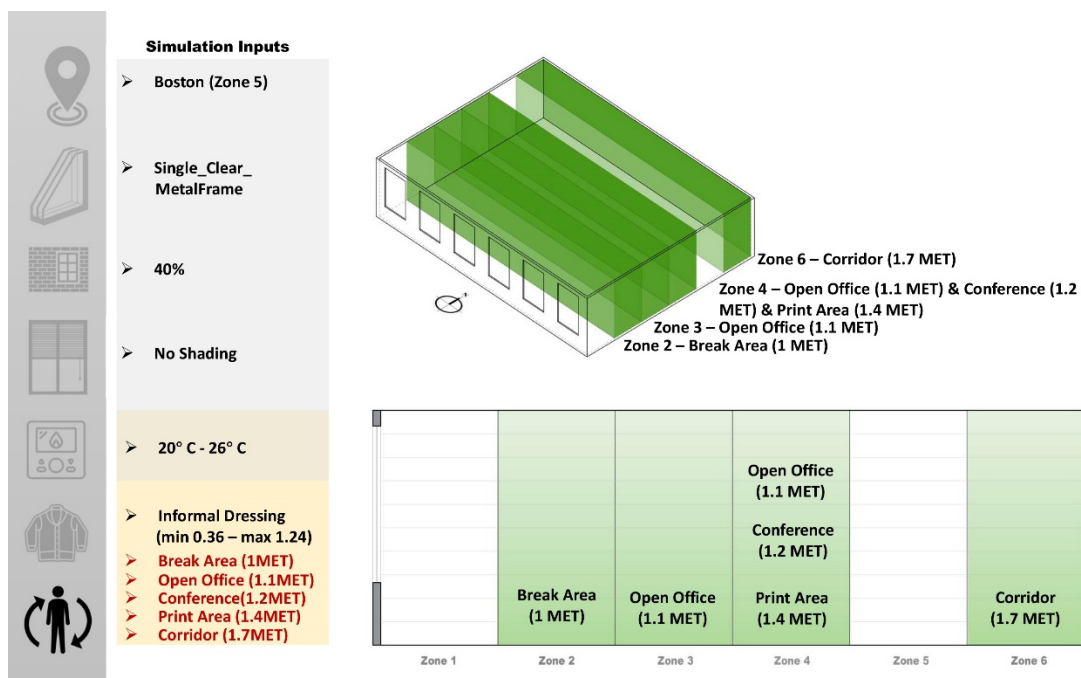 Simulation Inputs
➢ Boston (Zone 5)
➢ Single_Clear_
MetalFrame
➢ 40%
➢ No Shading
➢ 20° C - 26° C
➢ Informal Dressing
(min 0.36 – max 1.24)
➢ Break Area (1MET)
➢ Open Office (1.1MET)
➢ Conference(1.2MET)
➢ Print Area (1.4MET)
➢ Corridor (1.7MET)
Zone 6 – Corridor (1.7 MET)
Zone 4 – Open Office (1.1 MET) & Conference (1.2
MET) & Print Area (1.4 MET)
Zone 3 – Open Office (1.1 MET)
Zone 2 – Break Area (1 MET)
Open Office
(1.1 MET)
Conference
(1.2 MET)
Break Area
(1 MET)
Open Office
(1.1 MET)
Print Area
(1.4 MET)
Corridor
(1.7 MET)
Zone 1
Zone 2
Zone 3
Zone 4
Zone 5
Zone 6